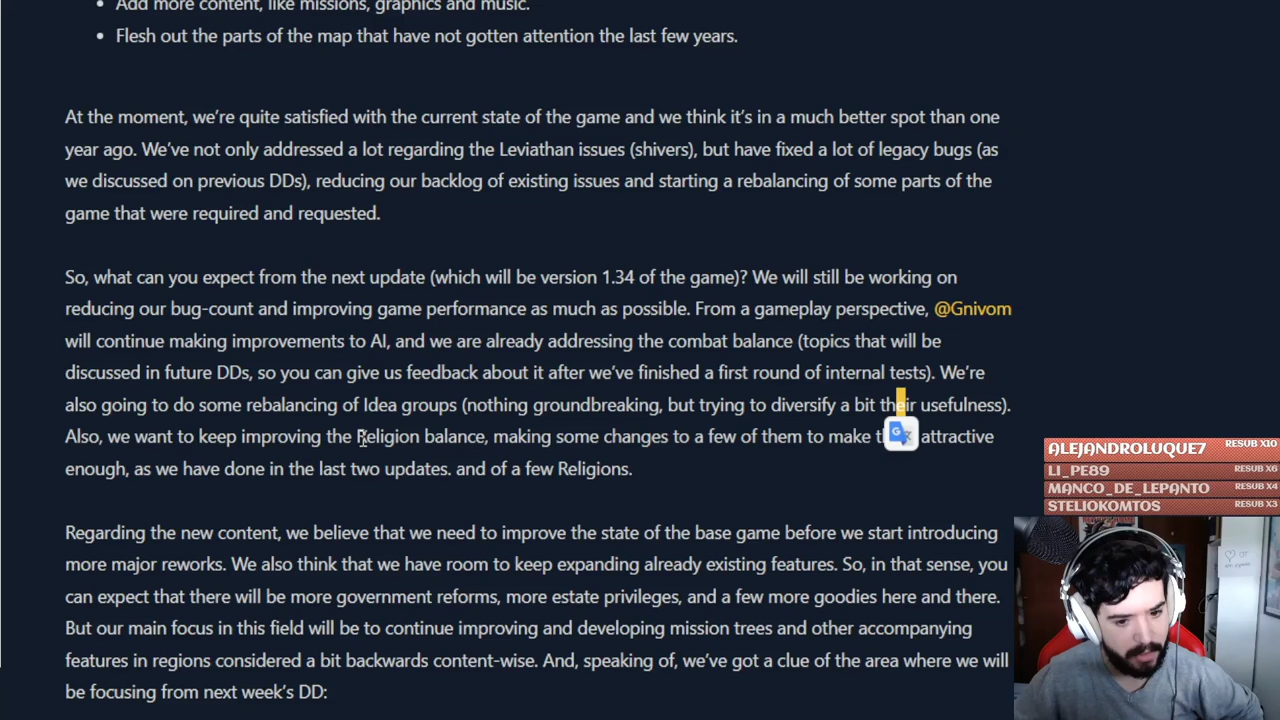 Add more content, like missions, graphics and music.
Flesh out the parts of the map that have not gotten attention the last few years.
At the moment, we're quite satisfied with the current state of the game and we think it's in a much better spot than one
year ago. We've not only addressed a lot regarding the Leviathan issues (shivers), but have fixed a lot of legacy bugs (as
we discussed on previous DDs), reducing our backlog of existing issues and starting a rebalancing of some parts of the
game that were required and requested.
So, what can you expect from the next update (which will be version 1.34 of the game)? We will still be working on
reducing our bug-count and improving game performance as much as possible. From a gameplay perspective, @Gnivom
will continue making improvements to AI, and we are already addressing the combat balance (topics that will be
discussed in future DDs, so you can give us feedback about it after we've finished a first round of internal tests). We're
also going to do some rebalancing of Idea groups (nothing groundbreaking, but trying to diversify a bit their usefulness).
Also, we want to keep improving the Religion balance, making some changes to a few of them to make attractive
enough, as we have done in the last two updates. and of a few Religions.
Regarding the new content, we believe that we need to improve the state of the base game before we start introducing
more major reworks. We also think that we have room to keep expanding already existing features. So, in that sense, you
can expect that there will be more government reforms, more estate privileges, and a few more goodies here and there.
But our main focus in this field will be to continue improving and developing mission trees and other accompanying
features in regions considered a bit backwards content-wise. And, speaking of, we've got a clue of the area where we will
be focusing from next week's DD:
ALEJANDROLUQUE7 RESUB X10
LI_PE89 RESUB X6
MANCO_DE_LEPANTO RESUB X4
STELIOKOMTOS RESUB X3